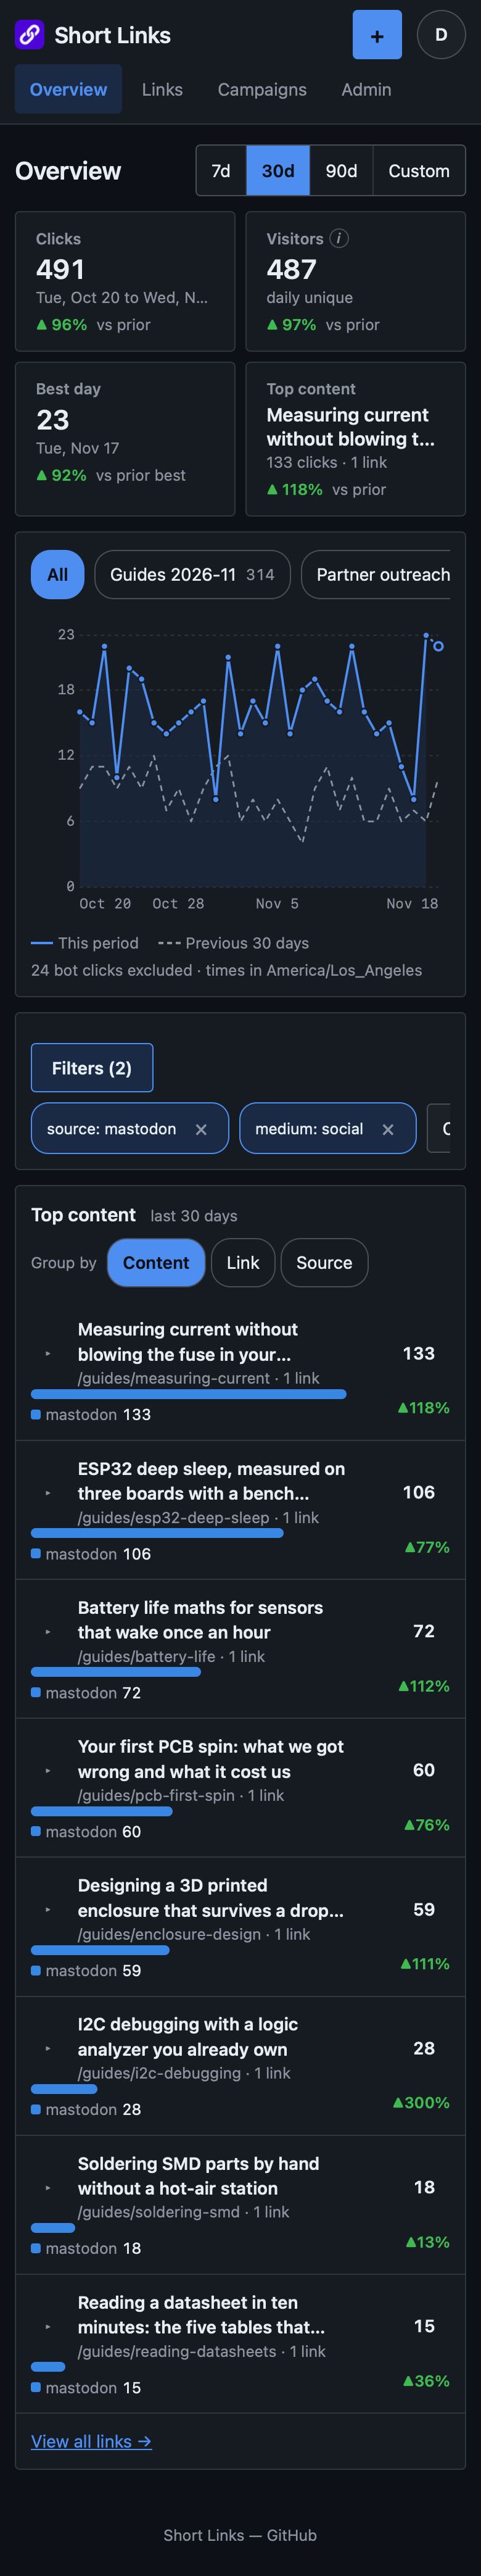 Short Links
+
D
Overview
Links
Campaigns
Admin
Overview
7d
30d
90d
Custom
Clicks
491
Tue, Oct 20 to Wed, N...
▲ 96% vs prior
Visitors i
487
daily unique
▲ 97% vs prior
Best day
23
Tue, Nov 17
▲ 92% vs prior best
Top content
Measuring current
without blowing t...
133 clicks · 1 link
▲ 118% vs prior
All
Guides 2026-11 314
Partner outreach
23
18
12
6
0
Oct 20
Oct 28
Nov 5
Nov 18
This period
Previous 30 days
24 bot clicks excluded · times in America/Los_Angeles
Filters (2)
source: mastodon ×
medium: social ×
Top content last 30 days
Group by
Content
Link
Source
▸
Measuring current without
blowing the fuse in your...
133
/guides/measuring-current · 1 link
mastodon 133
▲118%
▸
ESP32 deep sleep, measured on
three boards with a bench...
106
/guides/esp32-deep-sleep · 1 link
mastodon 106
▲77%
▸
Battery life maths for sensors
that wake once an hour
72
/guides/battery-life · 1 link
mastodon 72
▲112%
▸
Your first PCB spin: what we got
wrong and what it cost us
60
/guides/pcb-first-spin · 1 link
mastodon 60
▲76%
▸
Designing a 3D printed
enclosure that survives a drop...
59
/guides/enclosure-design · 1 link
mastodon 59
▲111%
▸
I2C debugging with a logic
analyzer you already own
28
/guides/i2c-debugging · 1 link
mastodon 28
▲300%
▸
Soldering SMD parts by hand
without a hot-air station
18
/guides/soldering-smd · 1 link
mastodon 18
▲13%
▸
Reading a datasheet in ten
minutes: the five tables that...
15
/guides/reading-datasheets · 1 link
mastodon 15
▲36%
View all links →
Short Links — GitHub